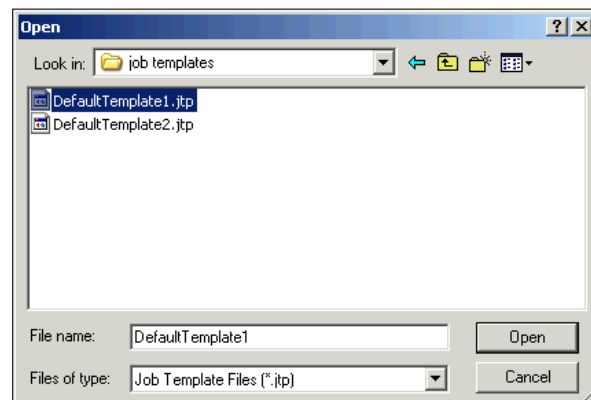 Open
Look in: job templates
DefaultTemplate1.jtp
DefaultTemplate2.jtp
File name: DefaultTemplate1 Open
Files of type: Job Template Files (*.jtp) Cancel